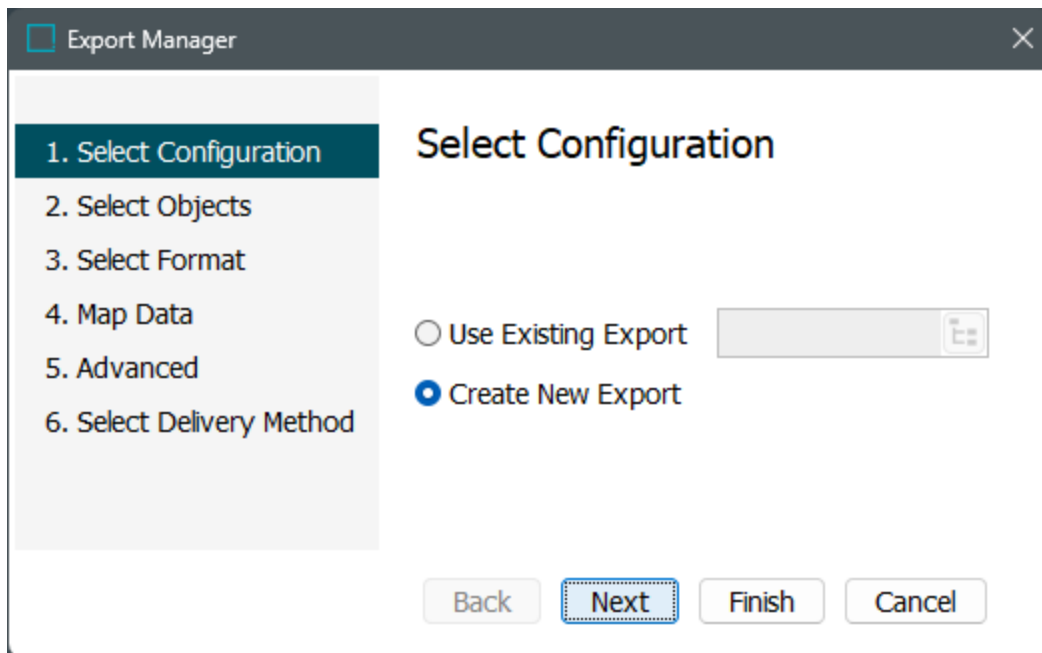 Export Manager
1. Select Configuration
2. Select Objects
3. Select Format
4. Map Data
5. Advanced
6. Select Delivery Method
Select Configuration
Use Existing Export
Create New Export
Back Next Finish Cancel